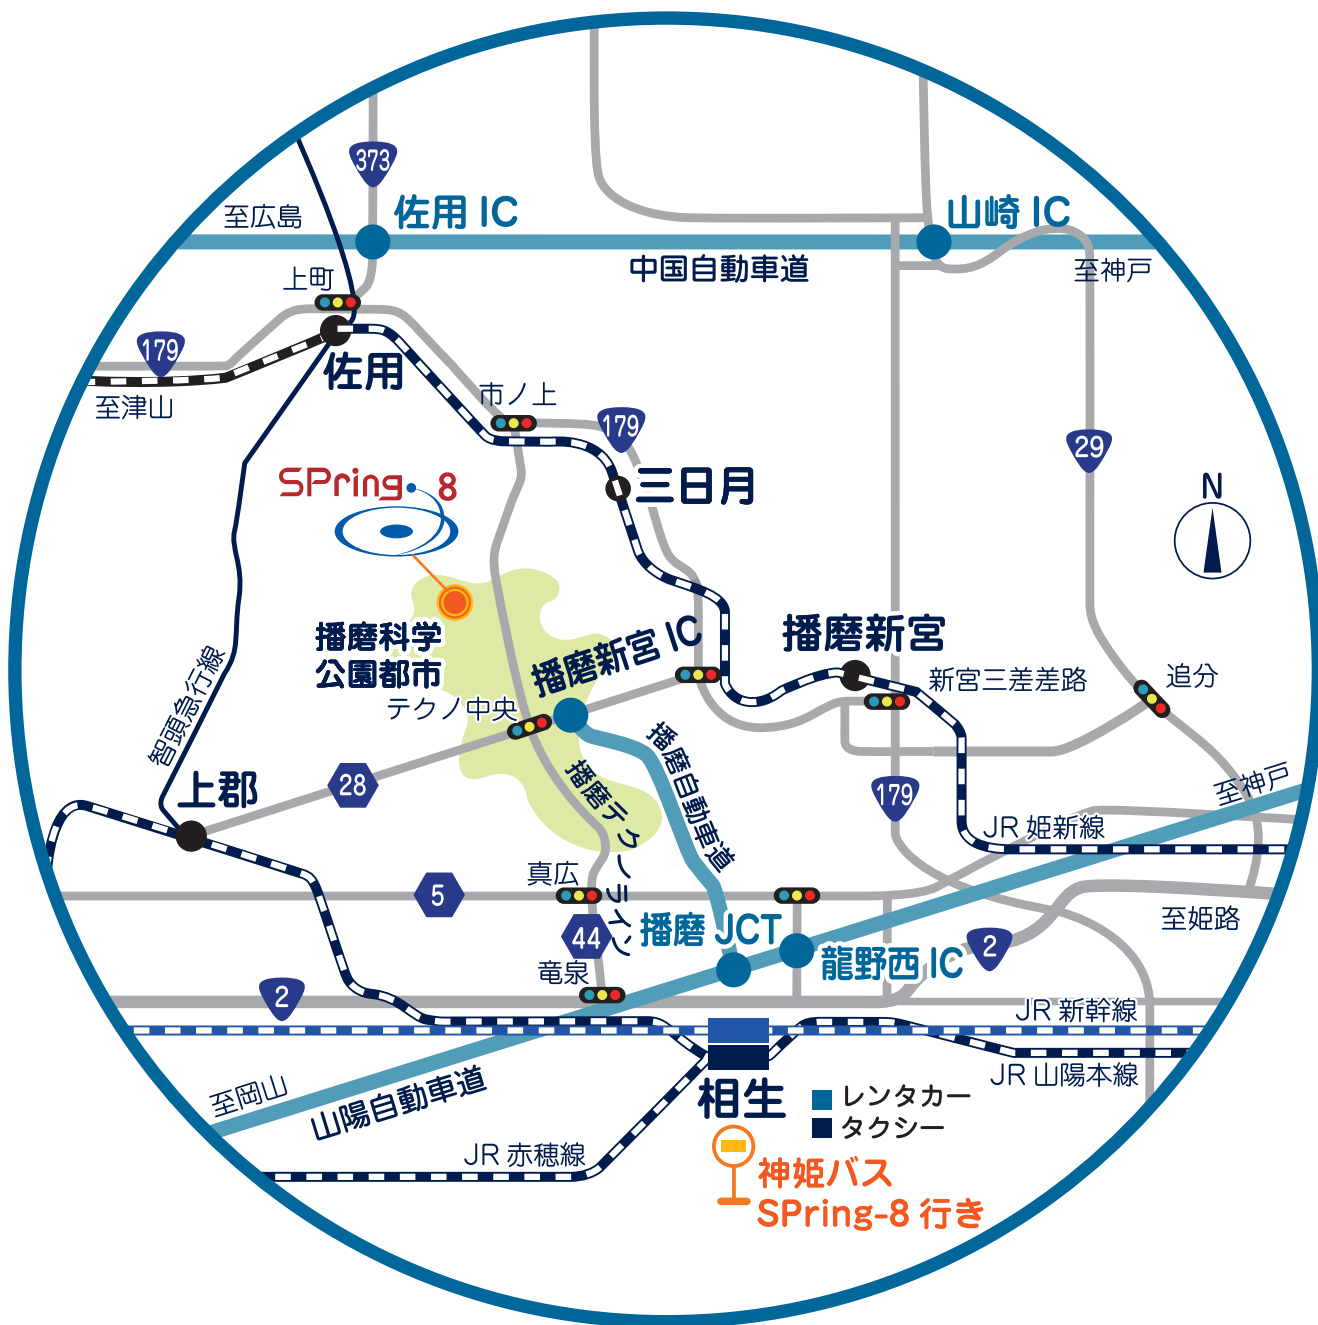 373
至広島
佐用 IC
山崎 IC
中国自動車道
至神戸
上町
179
佐用
至津山
市ノ上
179
29
SPring-8
三日月
N
播磨科学
公園都市
播磨新宮 IC
播磨新宮
新宮三差差路
追分
テクノ中央
智頭急行線
播磨自動車道
28
上郡
播磨テクノライン
179
至神戸
JR 姫新線
真広
5
44
播磨 JCT
龍野西 IC
2
至姫路
竜泉
2
JR 新幹線
JR 山陽本線
至岡山
山陽自動車道
相生
レンタカー
タクシー
JR 赤穂線
神姫バス
SPring-8 行き